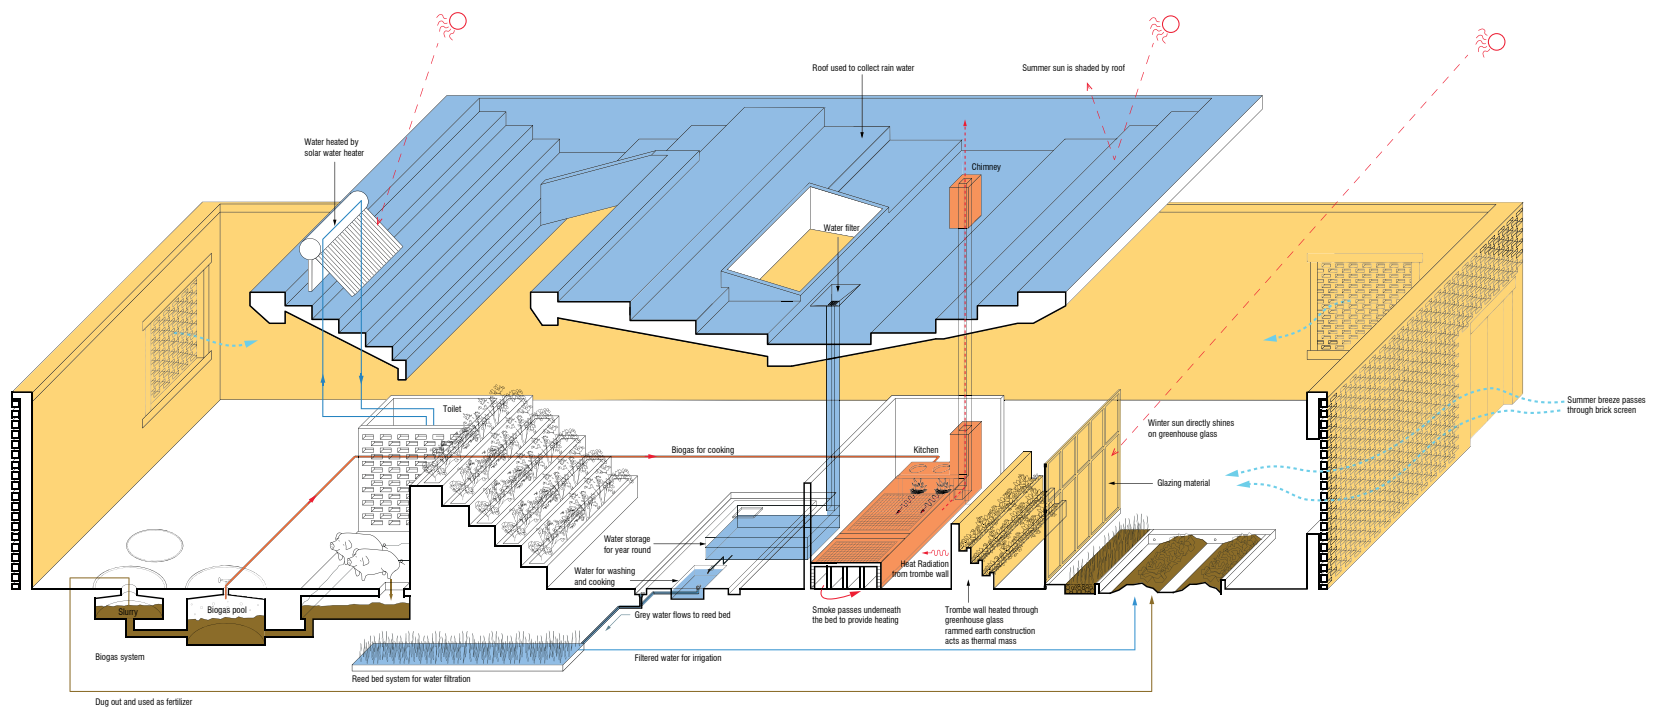 Roof used to collect rain water
Summer sun is shaded by roof
Water heated by
solar water heater
Chimney
Water filter
Summer breeze passes
through brick screen
Toilet
Winter sun directly shines
on greenhouse glass
Biogas for cooking
Kitchen
Glazing material
Water storage
for year round
Water for washing
and cooking
Heat Radiation
from trombe wall
Slurry
Biogas pool
Grey water flows to reed bed
Smoke passes underneath
the bed to provide heating
Trombe wall heated through
greenhouse glass
rammed earth construction
acts as thermal mass
Biogas system
Filtered water for irrigation
Reed bed system for water filtration
Dug out and used as fertilizer